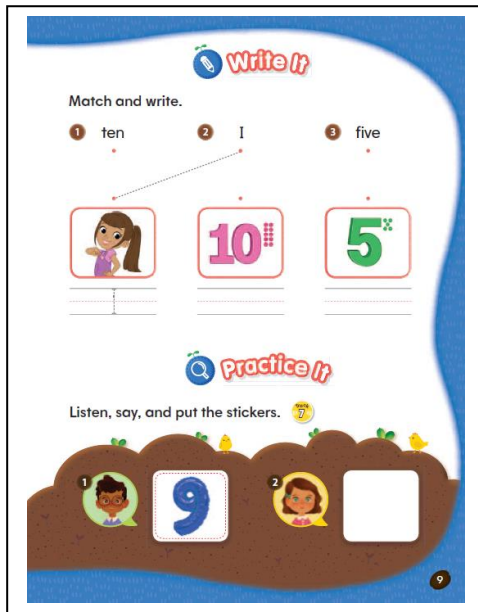 Write It
Match and write.
1 ten 2 I 3 five
10 5
I
Practice It
Listen, say, and put the stickers. TRACK 7
1 9 2
9